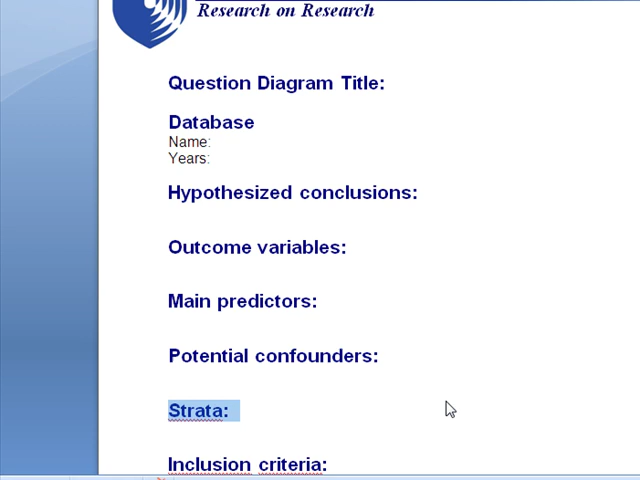 Research on Research
Question Diagram Title:
Database
Name:
Years:
Hypothesized conclusions:
Outcome variables:
Main predictors:
Potential confounders:
Strata:
Inclusion criteria: